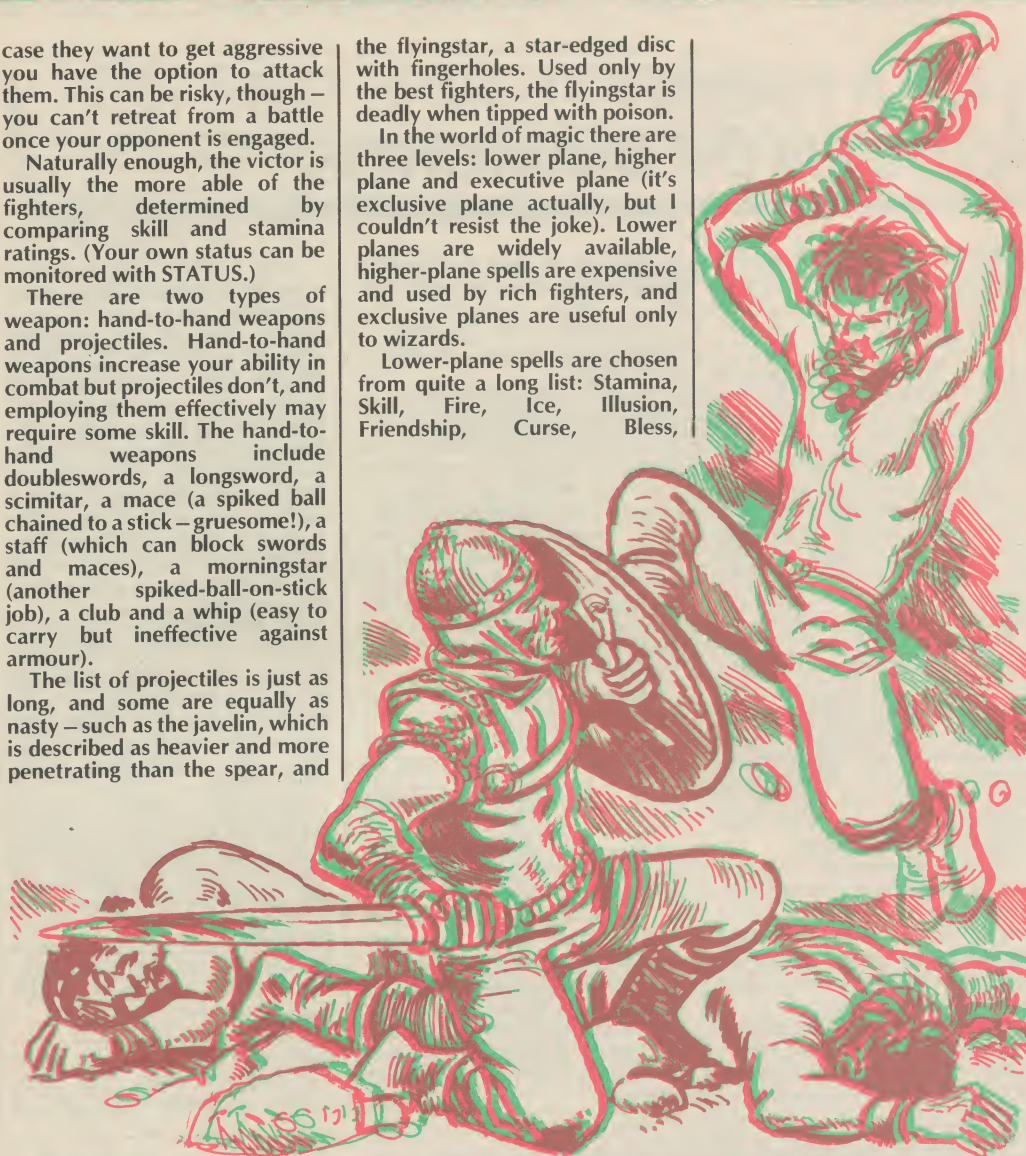 case they want to get aggressive
you have the option to attack
them. This can be risky, though –
you can't retreat from a battle
once your opponent is engaged.
Naturally enough, the victor is
usually the more able of the
fighters, determined by
comparing skill and stamina
ratings. (Your own status can be
monitored with STATUS.)
There are two types of
weapon: hand-to-hand weapons
and projectiles. Hand-to-hand
weapons increase your ability in
combat but projectiles don't, and
employing them effectively may
require some skill. The hand-to-
hand weapons include
doubleswords, a longsword, a
scimitar, a mace (a spiked ball
chained to a stick – gruesome!), a
staff (which can block swords
and maces), a morningstar
(another spiked-ball-on-stick
job), a club and a whip (easy to
carry but ineffective against
armour).
The list of projectiles is just as
long, and some are equally as
nasty – such as the javelin, which
is described as heavier and more
penetrating than the spear, and
the flyingstar, a star-edged disc
with fingerholes. Used only by
the best fighters, the flyingstar is
deadly when tipped with poison.
In the world of magic there are
three levels: lower plane, higher
plane and executive plane (it's
exclusive plane actually, but I
couldn't resist the joke). Lower
planes are widely available,
higher-plane spells are expensive
and used by rich fighters, and
exclusive planes are useful only
to wizards.
Lower-plane spells are chosen
from quite a long list: Stamina,
Skill, Fire, Ice, Illusion,
Friendship, Curse, Bless,